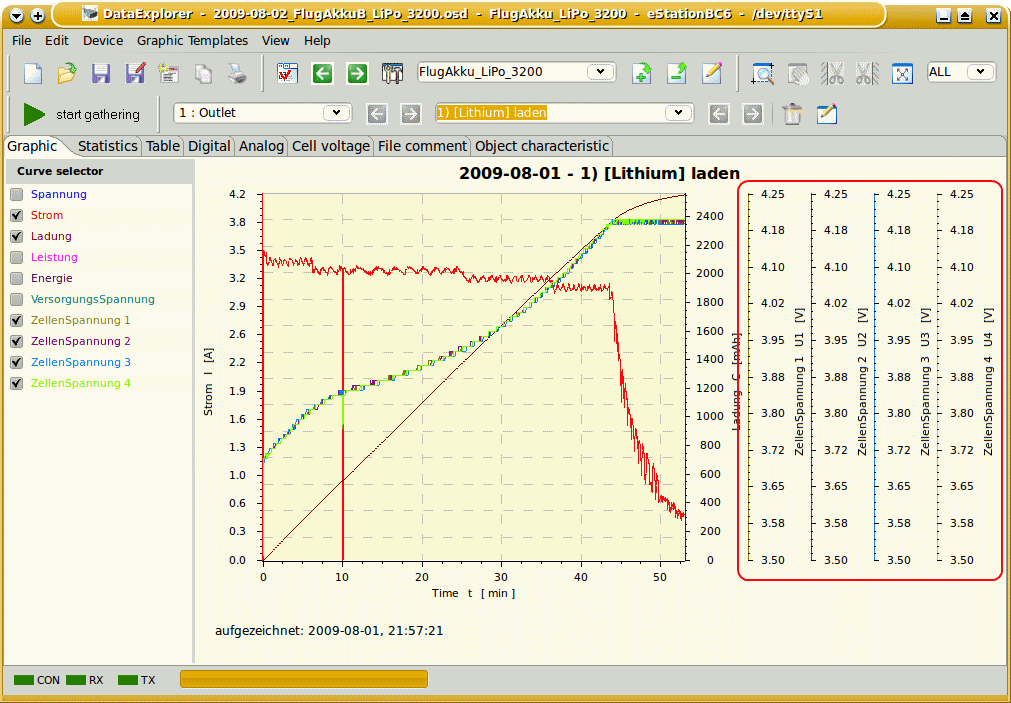 DataExplorer - 2009-08-02_FlugAkkuB_LiPo_3200.osd - FlugAkku_LiPo_3200 - eStationBC6 - /dev/ttyS1
File Edit Device Graphic Templates View Help
FlugAkku_LiPo_3200 ALL
start gathering 1 : Outlet 1) [Lithium] laden
Graphic Statistics Table Digital Analog Cell voltage File comment Object characteristic
Curve selector
Spannung
Strom
Ladung
Leistung
Energie
VersorgungsSpannung
ZellenSpannung 1
ZellenSpannung 2
ZellenSpannung 3
ZellenSpannung 4
2009-08-01 - 1) [Lithium] laden
Strom I [A]
4.2
3.8
3.5
3.2
2.9
2.6
2.2
1.9
1.6
1.3
1.0
0.6
0.3
0.0
0 10 20 30 40 50
Time t [ min ]
2400
2200
2000
1800
1600
1400
1200
1000
800
600
400
200
0
Ladung C [mAh]
4.25 4.25 4.25 4.25
4.18 4.18 4.18 4.18
4.10 4.10 4.10 4.10
4.02 4.02 4.02 4.02
3.95 3.95 3.95 3.95
3.88 3.88 3.88 3.88
3.80 3.80 3.80 3.80
3.72 3.72 3.72 3.72
3.65 3.65 3.65 3.65
3.58 3.58 3.58 3.58
3.50 3.50 3.50 3.50
ZellenSpannung 1 U1 [V]
ZellenSpannung 2 U2 [V]
ZellenSpannung 3 U3 [V]
ZellenSpannung 4 U4 [V]
aufgezeichnet: 2009-08-01, 21:57:21
CON RX TX